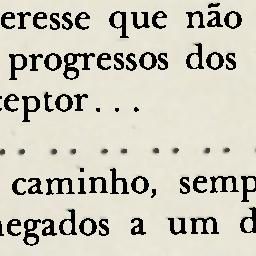 eresse que não
progressos dos
ceptor...
.. .. .. .. .. ..
caminho, semp
hegados a um d